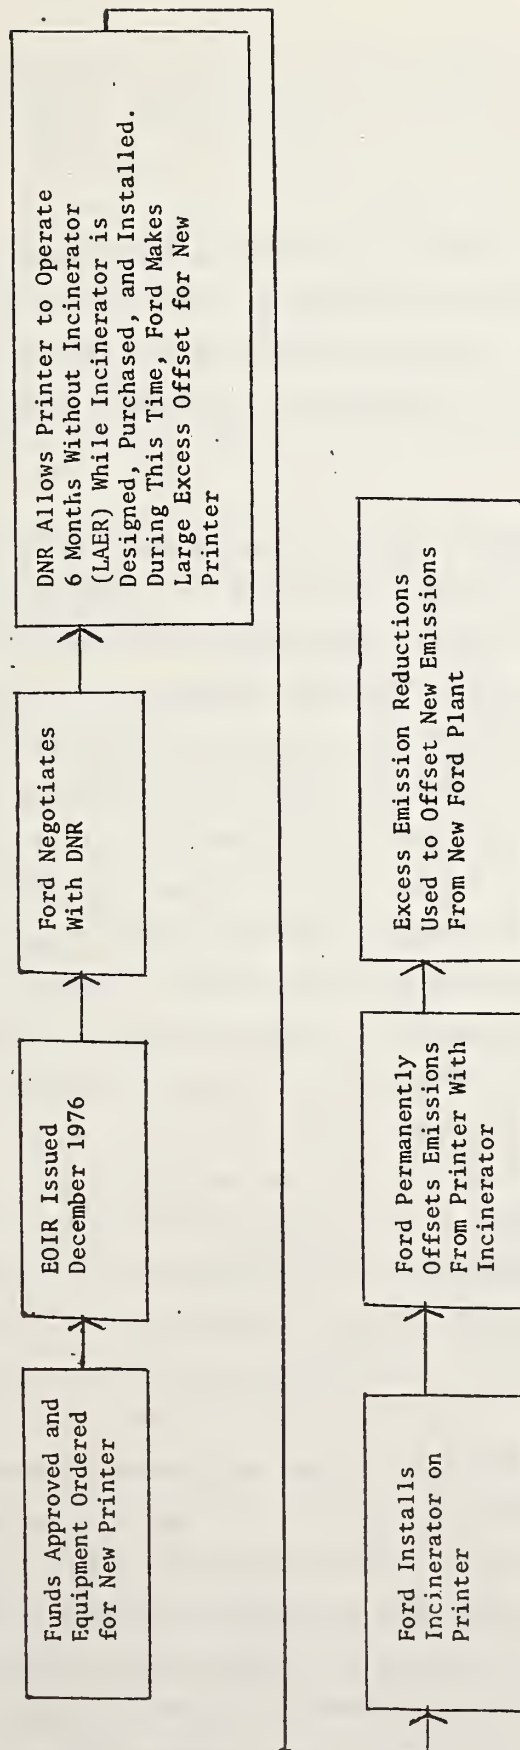 Funds Approved and
Equipment Ordered
for New Printer
EOIR Issued
December 1976
Ford Negotiates
With DNR
DNR Allows Printer to Operate
6 Months Without Incinerator
(LAER) While Incinerator is
Designed, Purchased, and Installed.
During This Time, Ford Makes
Large Excess Offset for New
Printer
Ford Installs
Incinerator on
Printer
Ford Permanently
Offsets Emissions
From Printer With
Incinerator
Excess Emission Reductions
Used to Offset New Emissions
From New Ford Plant